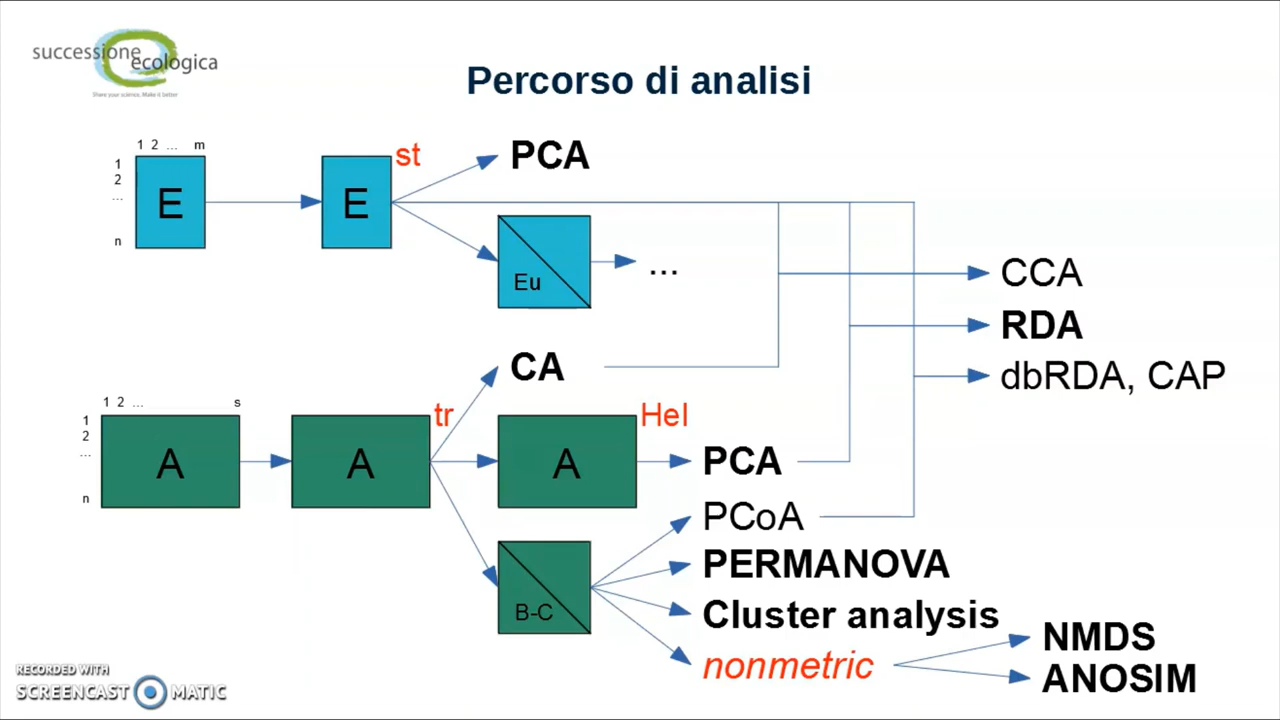 successione
ecologica
Share your science. Make it better
Percorso di analisi
1 2 ... m
1
2
...
n
E
E
st
PCA
Eu
...
CCA
RDA
dbRDA, CAP
CA
1 2 ... s
1
2
...
n
A
A
tr
A
Hel
PCA
PCoA
PERMANOVA
B-C
Cluster analysis
nonmetric
NMDS
ANOSIM
RECORDED WITH
SCREENCAST MATIC